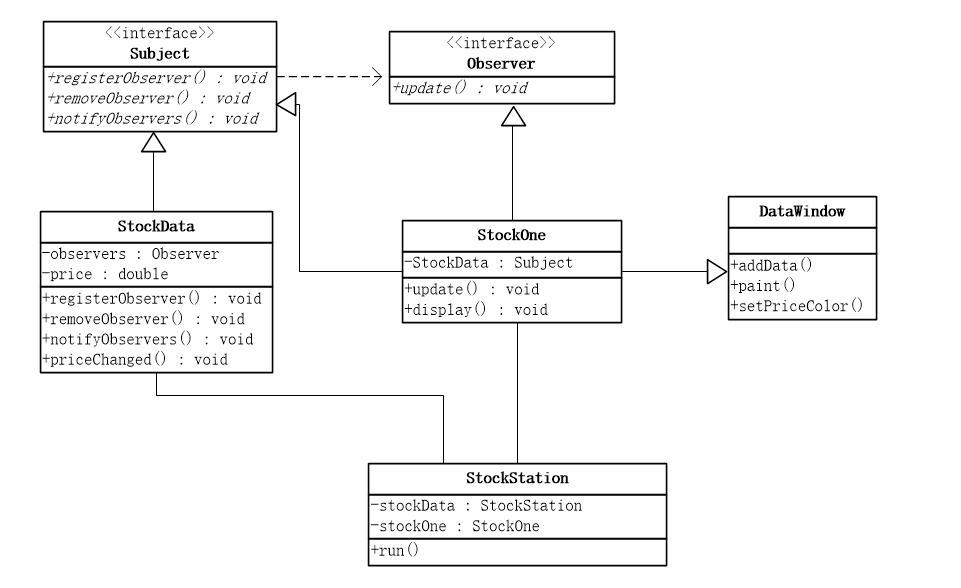 <<interface>>
Subject
+registerObserver() : void
+removeObserver() : void
+notifyObservers() : void
<<interface>>
Observer
+update() : void
StockData
-observers : Observer
-price : double
+registerObserver() : void
+removeObserver() : void
+notifyObservers() : void
+priceChanged() : void
StockOne
-StockData : Subject
+update() : void
+display() : void
DataWindow
+addData()
+paint()
+setPriceColor()
StockStation
-stockData : StockStation
-stockOne : StockOne
+run()